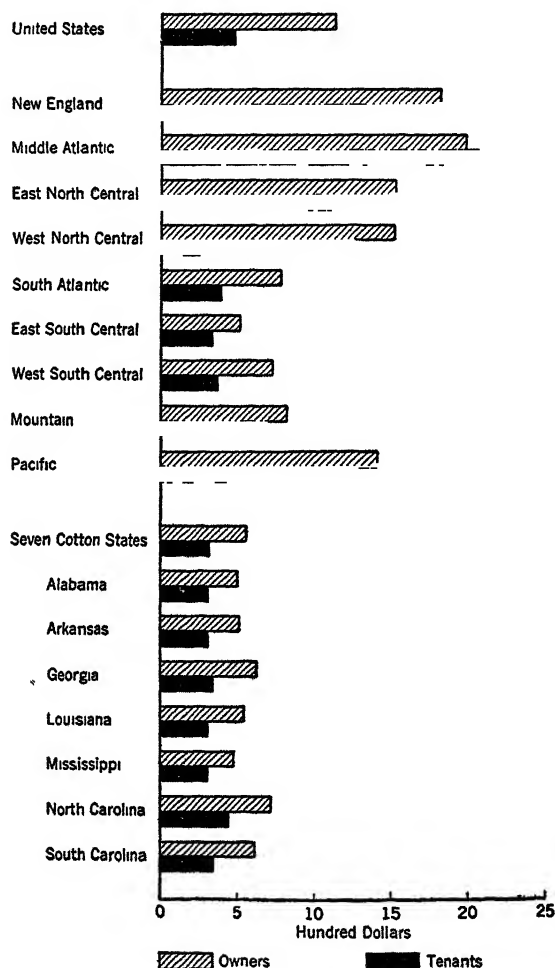 United States
New England
Middle Atlantic
East North Central
West North Central
South Atlantic
East South Central
West South Central
Mountain
Pacific
Seven Cotton States
Alabama
Arkansas
Georgia
Louisiana
Mississippi
North Carolina
South Carolina
0 5 10 15 20 25
Hundred Dollars
Owners Tenants